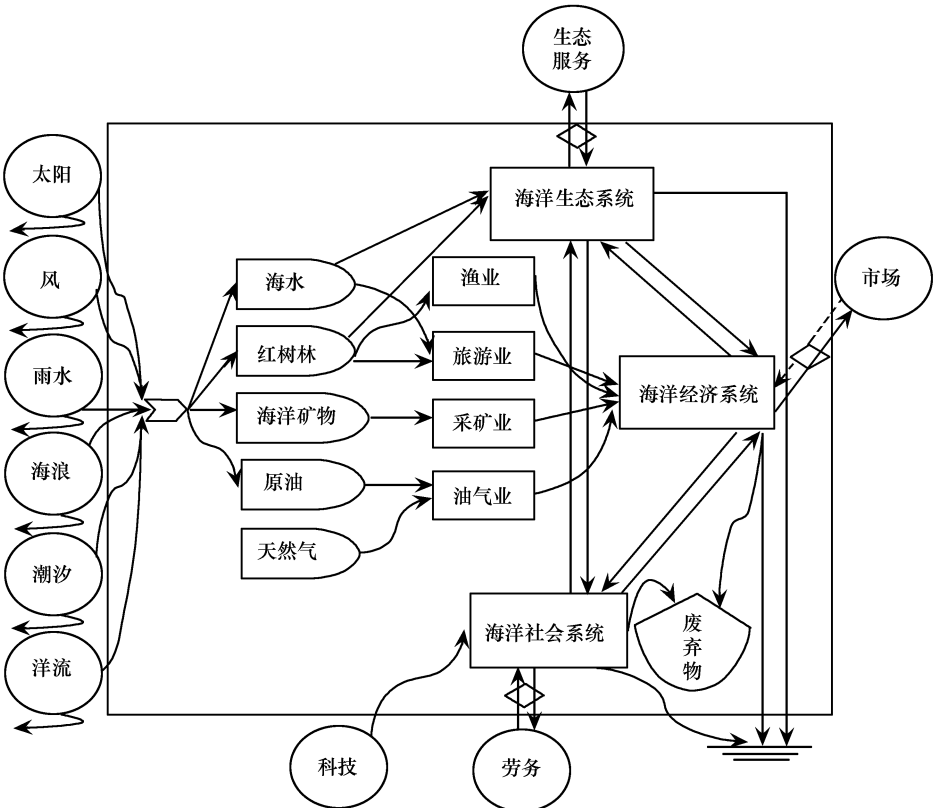 生态
服务
太阳
海洋生态系统
风
海水
渔业
市场
雨水
红树林
旅游业
海洋经济系统
海洋矿物
采矿业
海浪
原油
油气业
天然气
潮汐
海洋社会系统
废
弃
物
洋流
科技
劳务